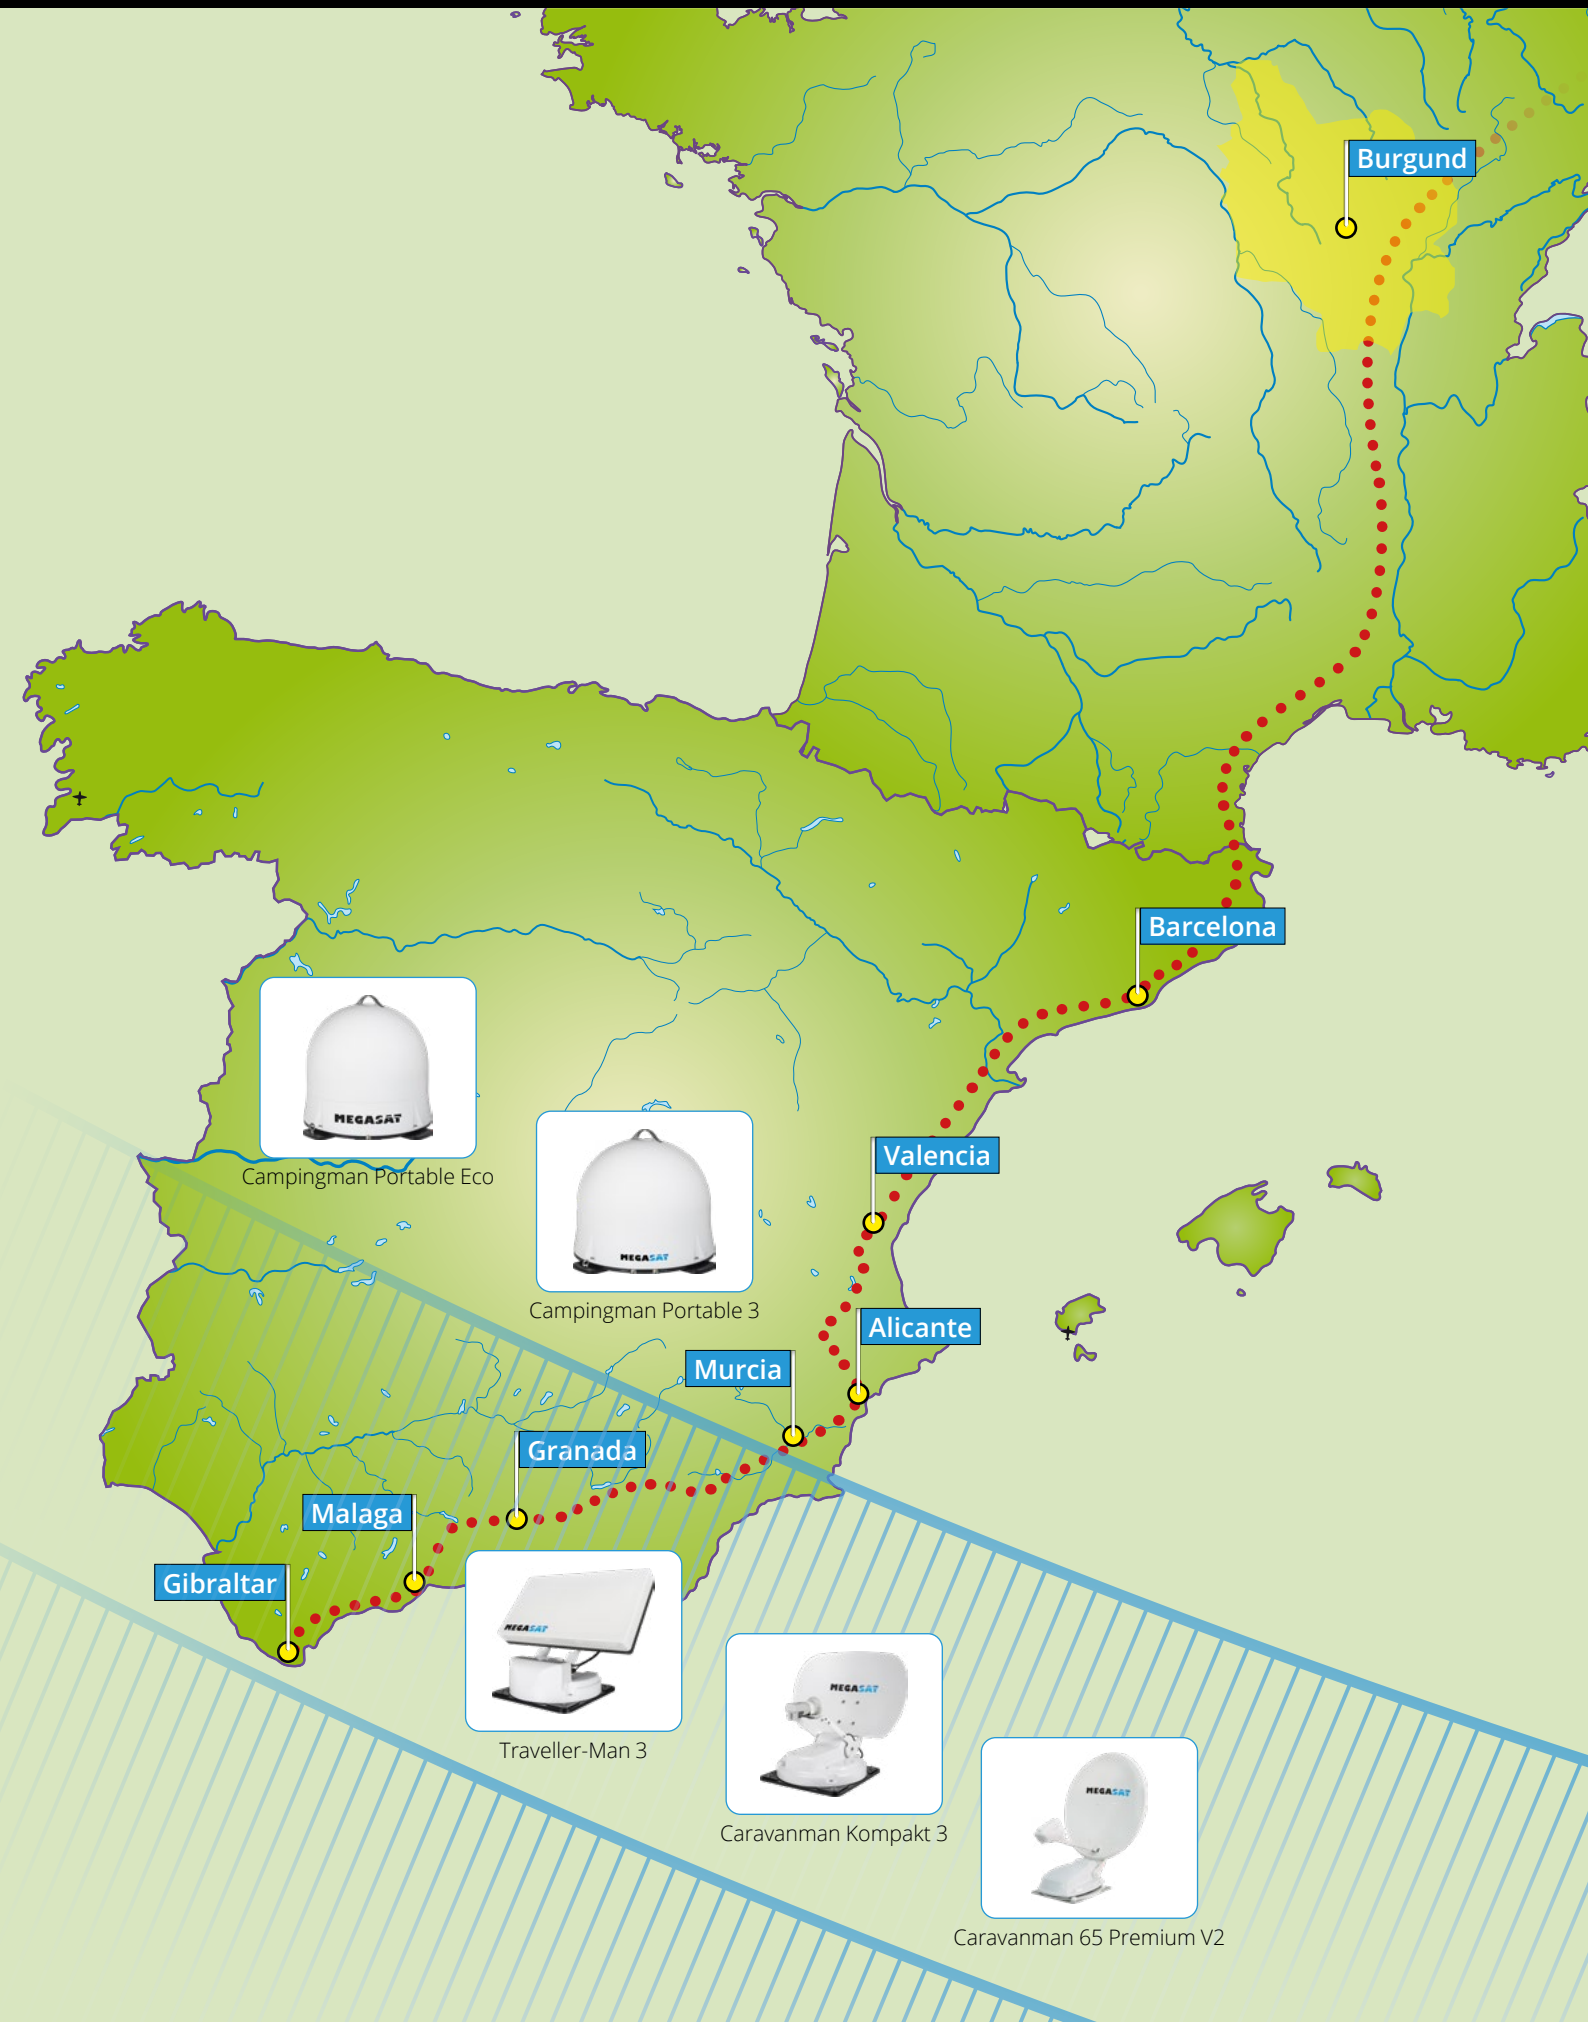 Burgund
Barcelona
MEGASAT
Campingman Portable Eco
Valencia
MEGASAT
Campingman Portable 3
Alicante
Murcia
Granada
Malaga
Gibraltar
MEGASAT
Traveller-Man 3
MEGASAT
Caravanman Kompakt 3
MEGASAT
Caravanman 65 Premium V2